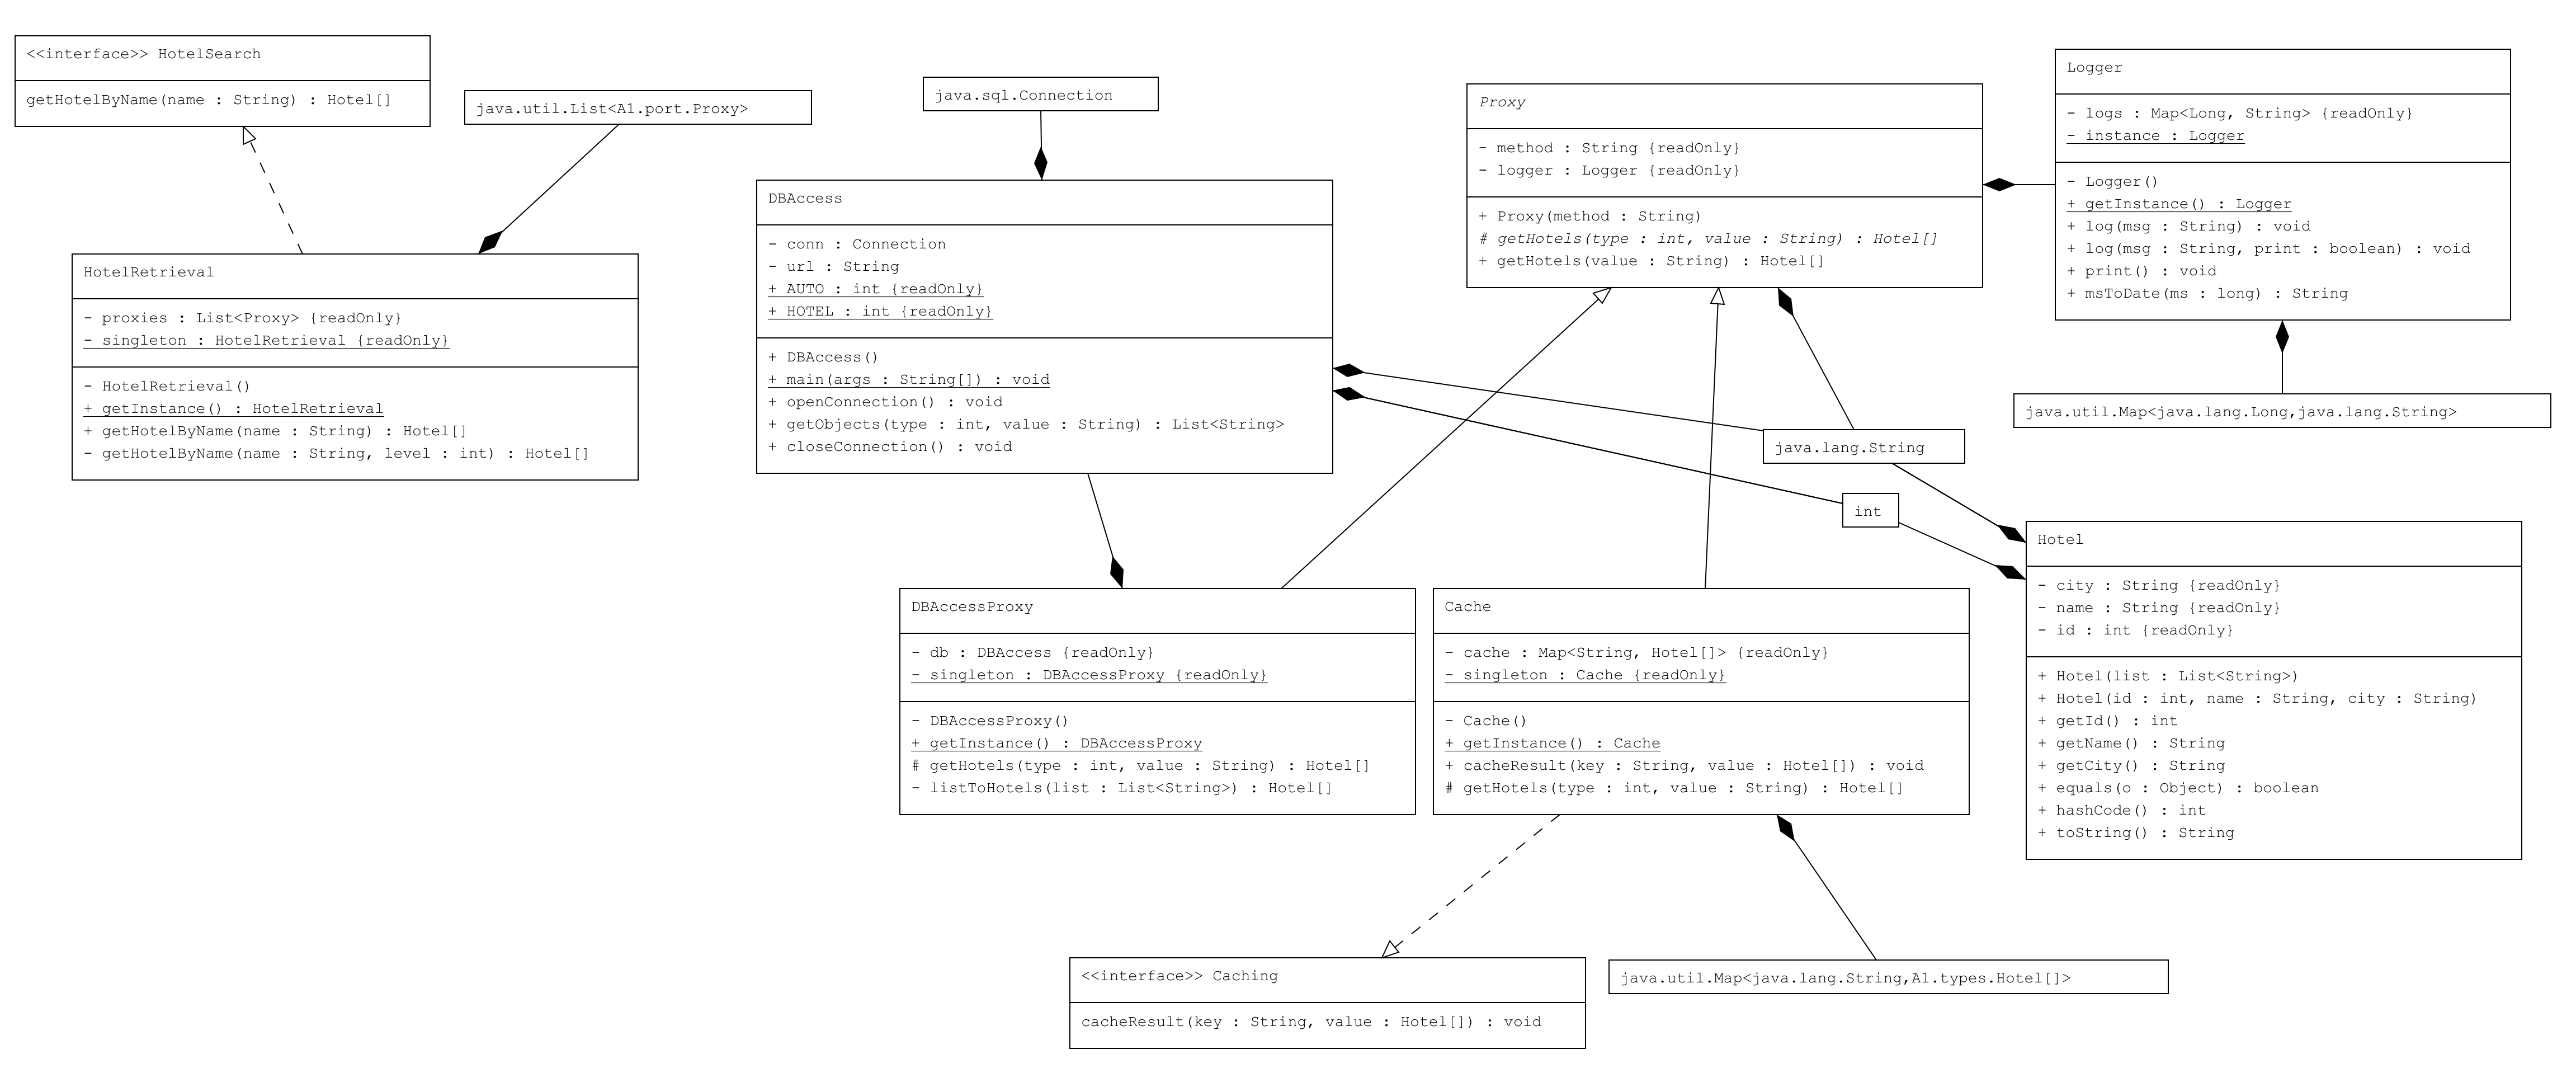 <<interface>> HotelSearch
getHotelByName(name : String) : Hotel[]
java.util.List<A1.port.Proxy>
HotelRetrieval
- proxies : List<Proxy> {readOnly}
- singleton : HotelRetrieval {readOnly}
- HotelRetrieval()
+ getInstance() : HotelRetrieval
+ getHotelByName(name : String) : Hotel[]
- getHotelByName(name : String, level : int) : Hotel[]
java.sql.Connection
DBAccess
- conn : Connection
- url : String
+ AUTO : int {readOnly}
+ HOTEL : int {readOnly}
+ DBAccess()
+ main(args : String[]) : void
+ openConnection() : void
+ getObjects(type : int, value : String) : List<String>
+ closeConnection() : void
Proxy
- method : String {readOnly}
- logger : Logger {readOnly}
+ Proxy(method : String)
# getHotels(type : int, value : String) : Hotel[]
+ getHotels(value : String) : Hotel[]
Logger
- logs : Map<Long, String> {readOnly}
- instance : Logger
- Logger()
+ getInstance() : Logger
+ log(msg : String) : void
+ log(msg : String, print : boolean) : void
+ print() : void
+ msToDate(ms : long) : String
java.util.Map<java.lang.Long,java.lang.String>
java.lang.String
int
Hotel
- city : String {readOnly}
- name : String {readOnly}
- id : int {readOnly}
+ Hotel(list : List<String>)
+ Hotel(id : int, name : String, city : String)
+ getId() : int
+ getName() : String
+ getCity() : String
+ equals(o : Object) : boolean
+ hashCode() : int
+ toString() : String
DBAccessProxy
- db : DBAccess {readOnly}
- singleton : DBAccessProxy {readOnly}
- DBAccessProxy()
+ getInstance() : DBAccessProxy
# getHotels(type : int, value : String) : Hotel[]
- listToHotels(list : List<String>) : Hotel[]
Cache
- cache : Map<String, Hotel[]> {readOnly}
- singleton : Cache {readOnly}
- Cache()
+ getInstance() : Cache
+ cacheResult(key : String, value : Hotel[]) : void
# getHotels(type : int, value : String) : Hotel[]
<<interface>> Caching
cacheResult(key : String, value : Hotel[]) : void
java.util.Map<java.lang.String,A1.types.Hotel[]>